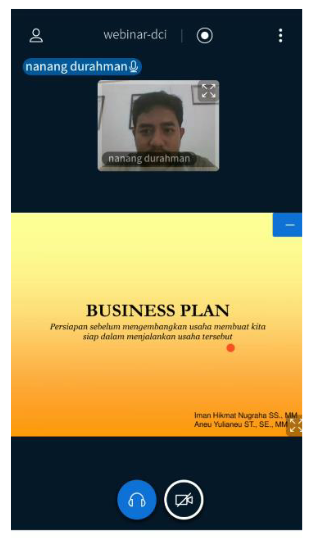 webinar-dci
nanang durahman
nanang durahman
BUSINESS PLAN
Persiapan sebelum mengembangkan usaha membuat kita
siap dalam menjalankan usaha tersebut
Iman Hikmat Nugraha SS., MM
Aneu Yulianeu ST., SE., MM